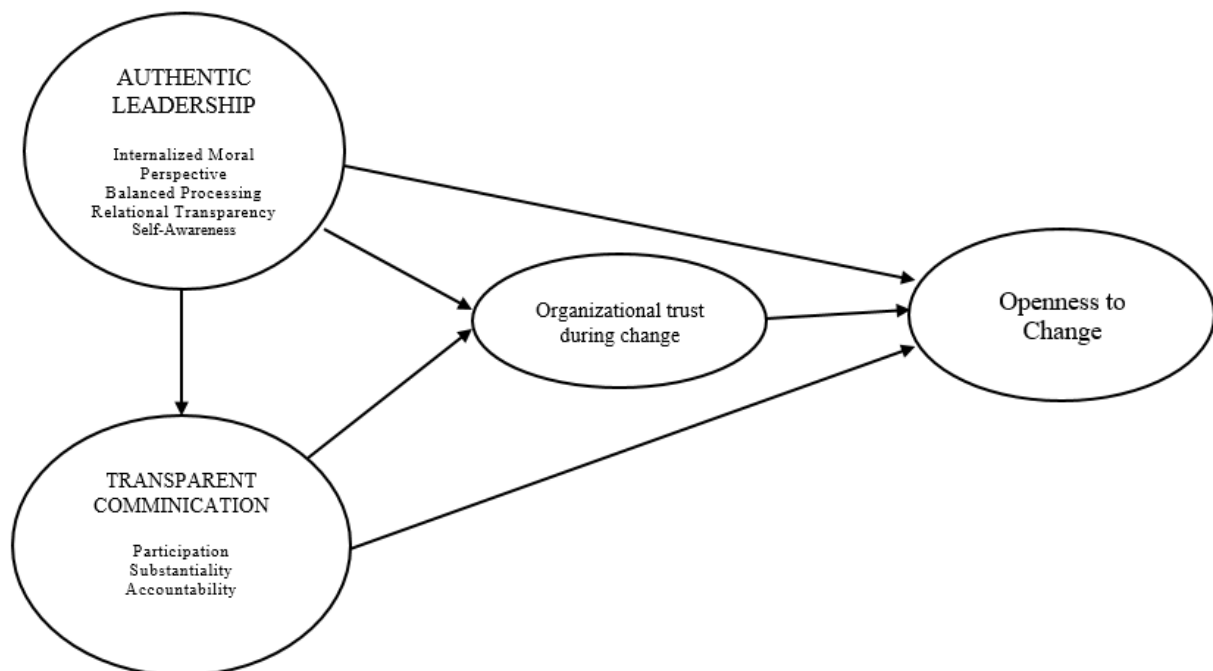 AUTHENTIC
LEADERSHIP
Internalized Moral
Perspective
Balanced Processing
Relational Transparency
Self-Awareness
Organizational trust
during change
Openness to
Change
TRANSPARENT
COMMINICATION
Participation
Substantiality
Accountability